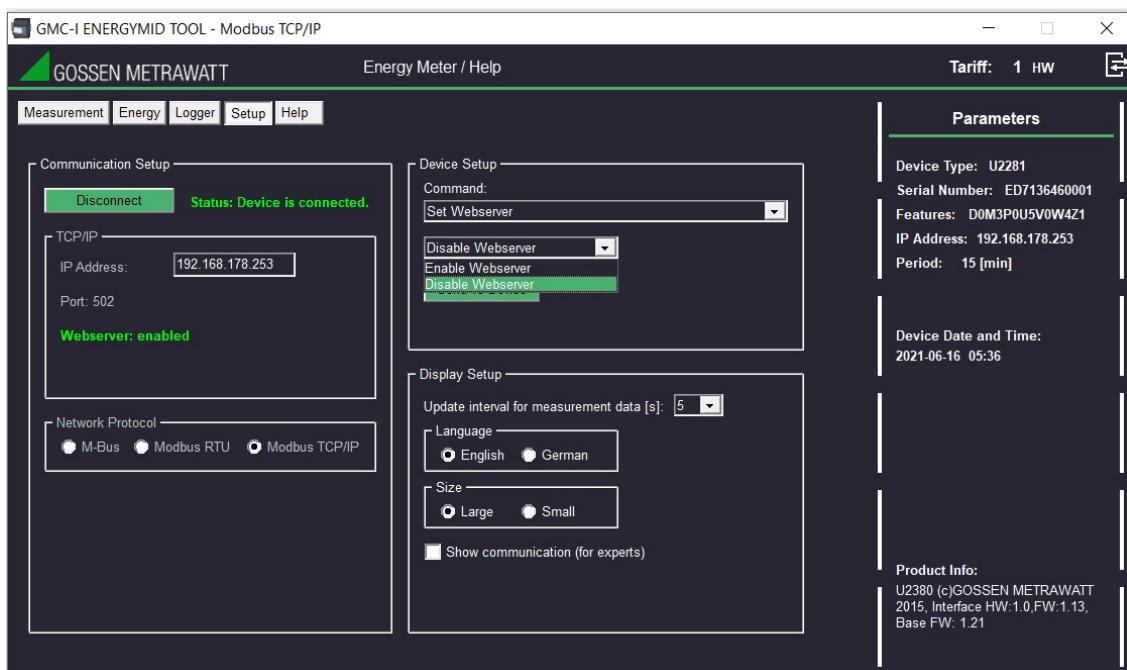 GMC-I ENERGYMID TOOL - Modbus TCP/IP
GOSSEN METRAWATT
Energy Meter / Help
Tariff: 1 HW
Measurement Energy Logger Setup Help
Communication Setup
Disconnect
Status: Device is connected.
TCP/IP
IP Address: 192.168.178.253
Port: 502
Webserver: enabled
Network Protocol
M-Bus Modbus RTU Modbus TCP/IP
Device Setup
Command:
Set Webserver
Disable Webserver
Enable Webserver
Disable Webserver
Display Setup
Update interval for measurement data [s]: 5
Language
English German
Size
Large Small
Show communication (for experts)
Parameters
Device Type: U2281
Serial Number: ED7136460001
Features: D0M3P0U5V0W4Z1
IP Address: 192.168.178.253
Period: 15 [min]
Device Date and Time:
2021-06-16 05:36
Product Info:
U2380 (c)GOSSEN METRAWATT
2015, Interface HW:1.0,FW:1.13,
Base FW: 1.21